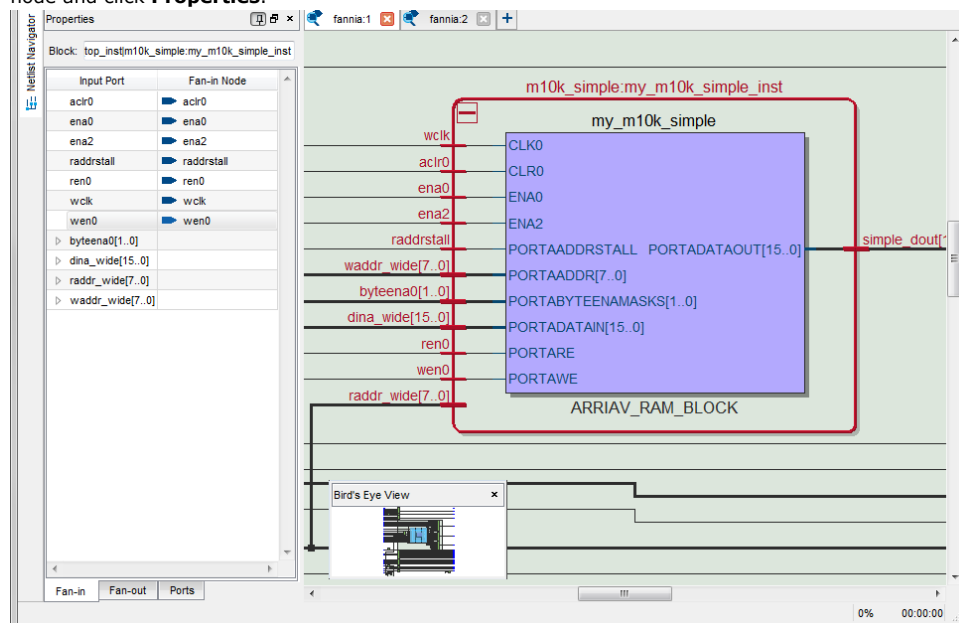 node and click Properties.
Netlist Navigator
Properties
fannia:1
fannia:2
Block: top_inst|m10k_simple:my_m10k_simple_inst
Input Port Fan-in Node
aclr0 aclr0
ena0 ena0
ena2 ena2
raddrstall raddrstall
ren0 ren0
wclk wclk
wen0 wen0
byteena0[1..0]
dina_wide[15..0]
raddr_wide[7..0]
waddr_wide[7..0]
Fan-in Fan-out Ports
m10k_simple:my_m10k_simple_inst
my_m10k_simple
wclk CLK0
aclr0 CLR0
ena0 ENA0
ena2 ENA2
raddrstall PORTAADDRSTALL PORTADATAOUT[15..0] simple_dout[
waddr_wide[7..0] PORTAADDR[7..0]
byteena0[1..0] PORTABYTEENAMASKS[1..0]
dina_wide[15..0] PORTADATAIN[15..0]
ren0 PORTARE
wen0 PORTAWE
raddr_wide[7..0]
ARRIAV_RAM_BLOCK
Bird's Eye View
0% 00:00:00